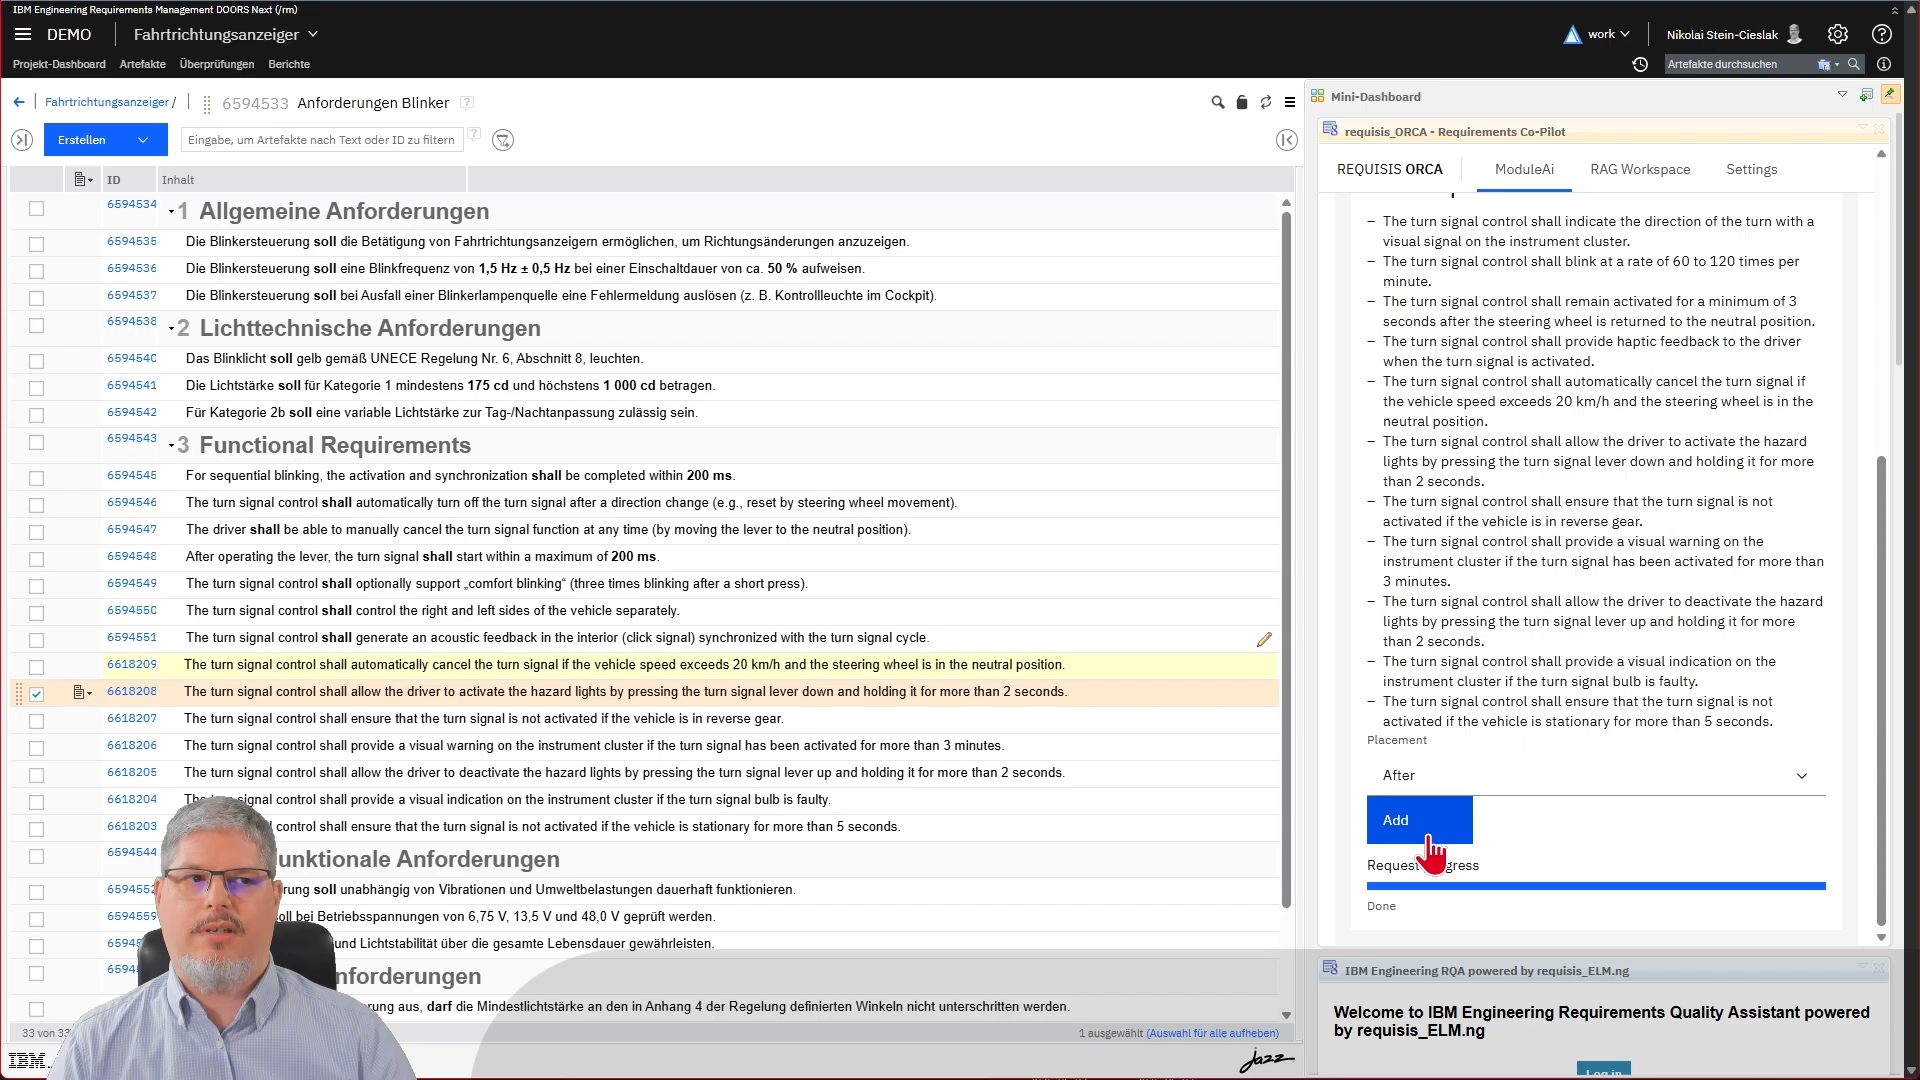 IBM Engineering Requirements Management DOORS Next (/rm)
DEMO
Fahrtrichtungsanzeiger
work
Nikolai Stein-Cieslak
Projekt-Dashboard Artefakte Überprüfungen Berichte
Artefakte durchsuchen
Fahrtrichtungsanzeiger /
6594533 Anforderungen Blinker
Erstellen
Eingabe, um Artefakte nach Text oder ID zu filtern
ID Inhalt
6594534 1 Allgemeine Anforderungen
6594535 Die Blinkersteuerung soll die Betätigung von Fahrtrichtungsanzeigern ermöglichen, um Richtungsänderungen anzuzeigen.
6594536 Die Blinkersteuerung soll eine Blinkfrequenz von 1,5 Hz ± 0,5 Hz bei einer Einschaltdauer von ca. 50 % aufweisen.
6594537 Die Blinkersteuerung soll bei Ausfall einer Blinkerlampenquelle eine Fehlermeldung auslösen (z. B. Kontrollleuchte im Cockpit).
6594538 2 Lichttechnische Anforderungen
6594540 Das Blinklicht soll gelb gemäß UNECE Regelung Nr. 6, Abschnitt 8, leuchten.
6594541 Die Lichtstärke soll für Kategorie 1 mindestens 175 cd und höchstens 1 000 cd betragen.
6594542 Für Kategorie 2b soll eine variable Lichtstärke zur Tag-/Nachtanpassung zulässig sein.
6594543 3 Functional Requirements
6594545 For sequential blinking, the activation and synchronization shall be completed within 200 ms.
6594546 The turn signal control shall automatically turn off the turn signal after a direction change (e.g., reset by steering wheel movement).
6594547 The driver shall be able to manually cancel the turn signal function at any time (by moving the lever to the neutral position).
6594548 After operating the lever, the turn signal shall start within a maximum of 200 ms.
6594549 The turn signal control shall optionally support „comfort blinking“ (three times blinking after a short press).
6594550 The turn signal control shall control the right and left sides of the vehicle separately.
6594551 The turn signal control shall generate an acoustic feedback in the interior (click signal) synchronized with the turn signal cycle.
6618209 The turn signal control shall automatically cancel the turn signal if the vehicle speed exceeds 20 km/h and the steering wheel is in the neutral position.
6618208 The turn signal control shall allow the driver to activate the hazard lights by pressing the turn signal lever down and holding it for more than 2 seconds.
6618207 The turn signal control shall ensure that the turn signal is not activated if the vehicle is in reverse gear.
6618206 The turn signal control shall provide a visual warning on the instrument cluster if the turn signal has been activated for more than 3 minutes.
6618205 The turn signal control shall allow the driver to deactivate the hazard lights by pressing the turn signal lever up and holding it for more than 2 seconds.
6618204 signal control shall provide a visual indication on the instrument cluster if the turn signal bulb is faulty.
6618203 control shall ensure that the turn signal is not activated if the vehicle is stationary for more than 5 seconds.
6594544 unktionale Anforderungen
659455 rung soll unabhängig von Vibrationen und Umweltbelastungen dauerhaft funktionieren.
6594559 oll bei Betriebsspannungen von 6,75 V, 13,5 V und 48,0 V geprüft werden.
6594 und Lichtstabilität über die gesamte Lebensdauer gewährleisten.
6594 nforderungen
rung aus, darf die Mindestlichtstärke an den in Anhang 4 der Regelung definierten Winkeln nicht unterschritten werden.
33 von 33
1 ausgewählt (Auswahl für alle aufheben)
IBM.
jazz
Mini-Dashboard
requisis_ORCA - Requirements Co-Pilot
REQUISIS ORCA ModuleAi RAG Workspace Settings
– The turn signal control shall indicate the direction of the turn with a
visual signal on the instrument cluster.
– The turn signal control shall blink at a rate of 60 to 120 times per
minute.
– The turn signal control shall remain activated for a minimum of 3
seconds after the steering wheel is returned to the neutral position.
– The turn signal control shall provide haptic feedback to the driver
when the turn signal is activated.
– The turn signal control shall automatically cancel the turn signal if
the vehicle speed exceeds 20 km/h and the steering wheel is in the
neutral position.
– The turn signal control shall allow the driver to activate the hazard
lights by pressing the turn signal lever down and holding it for more
than 2 seconds.
– The turn signal control shall ensure that the turn signal is not
activated if the vehicle is in reverse gear.
– The turn signal control shall provide a visual warning on the
instrument cluster if the turn signal has been activated for more than
3 minutes.
– The turn signal control shall allow the driver to deactivate the hazard
lights by pressing the turn signal lever up and holding it for more
than 2 seconds.
– The turn signal control shall provide a visual indication on the
instrument cluster if the turn signal bulb is faulty.
– The turn signal control shall ensure that the turn signal is not
activated if the vehicle is stationary for more than 5 seconds.
Placement
After
Add
Request gress
Done
IBM Engineering RQA powered by requisis_ELM.ng
Welcome to IBM Engineering Requirements Quality Assistant powered
by requisis_ELM.ng
Log in